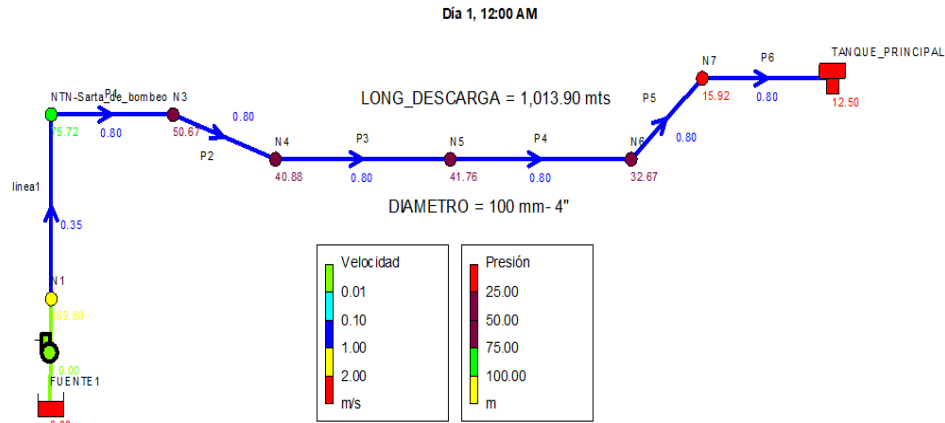 Día 1, 12:00 AM
TANQUE_PRINCIPAL
N7
P6
15.92
0.80
12.50
NTN-Sarta_de_bombeo
P4
N3
LONG_DESCARGA = 1,013.90 mts
P5
75.72
0.80
50.67
0.80
0.80
P2
N4
P3
N5
P4
N6
40.88
0.80
41.76
0.80
32.67
linea1
DIAMETRO = 100 mm- 4"
0.35
N1
0.00
FUENTE1
Velocidad
0.01
0.10
1.00
2.00
m/s
Presión
25.00
50.00
75.00
100.00
m